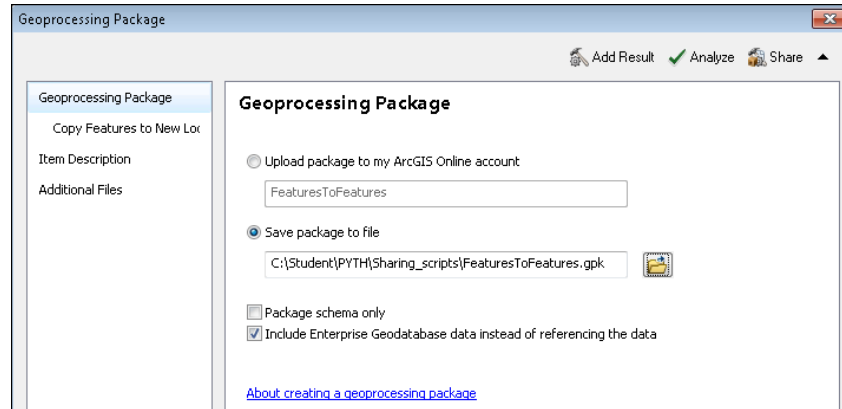 Geoprocessing Package
Add Result Analyze Share
Geoprocessing Package
Copy Features to New Loc
Item Description
Additional Files
Geoprocessing Package
Upload package to my ArcGIS Online account
FeaturesToFeatures
Save package to file
C:\Student\PYTH\Sharing_scripts\FeaturesToFeatures.gpk
Package schema only
Include Enterprise Geodatabase data instead of referencing the data
About creating a geoprocessing package